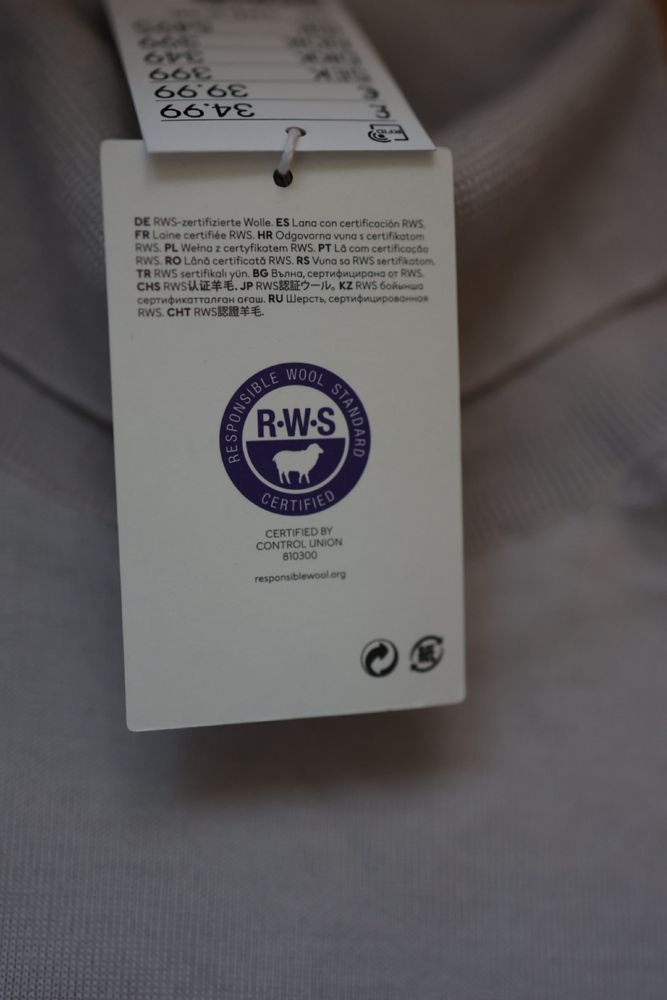 SEK 399
€ 39.99
£ 34.99
RFID
DE RWS-zertifizierte Wolle. ES Lana con certificación RWS.
FR Laine certifiée RWS. HR Odgovorna vuna s certifikatom
RWS. PL Wełna z certyfikatem RWS. PT Lã com certificação
RWS. RO Lână certificată RWS. RS Vuna sa RWS sertifikatom.
TR RWS sertifikalı yün. BG Вълна, сертифицирана от RWS.
CHS RWS认证羊毛. JP RWS認証ウール。 KZ RWS бойынша
сертификатталған ағаш. RU Шерсть, сертифицированная
RWS. CHT RWS認證羊毛.
RESPONSIBLE WOOL STANDARD
R·W·S
CERTIFIED
CERTIFIED BY
CONTROL UNION
810300
responsiblewool.org